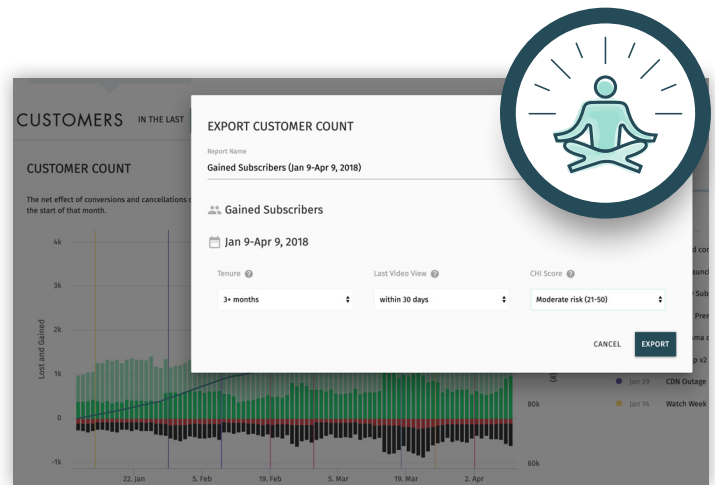 CUSTOMERS IN THE LAST
CUSTOMER COUNT
The net effect of conversions and cancellations
the start of that month.
EXPORT CUSTOMER COUNT
Report Name
Gained Subscribers (Jan 9-Apr 9, 2018)
Gained Subscribers
Jan 9-Apr 9, 2018
Tenure ?
Last Video View ?
CHI Score ?
3+ months
within 30 days
Moderate risk (21-50)
CANCEL
EXPORT
Lost and Gained
4k
3k
2k
1k
0
-1k
22. Jan
5. Feb
19. Feb
5. Mar
19. Mar
2. Apr
80k
60k
p v2
Jan 29 CDN Outage
Jan 14 Watch Week